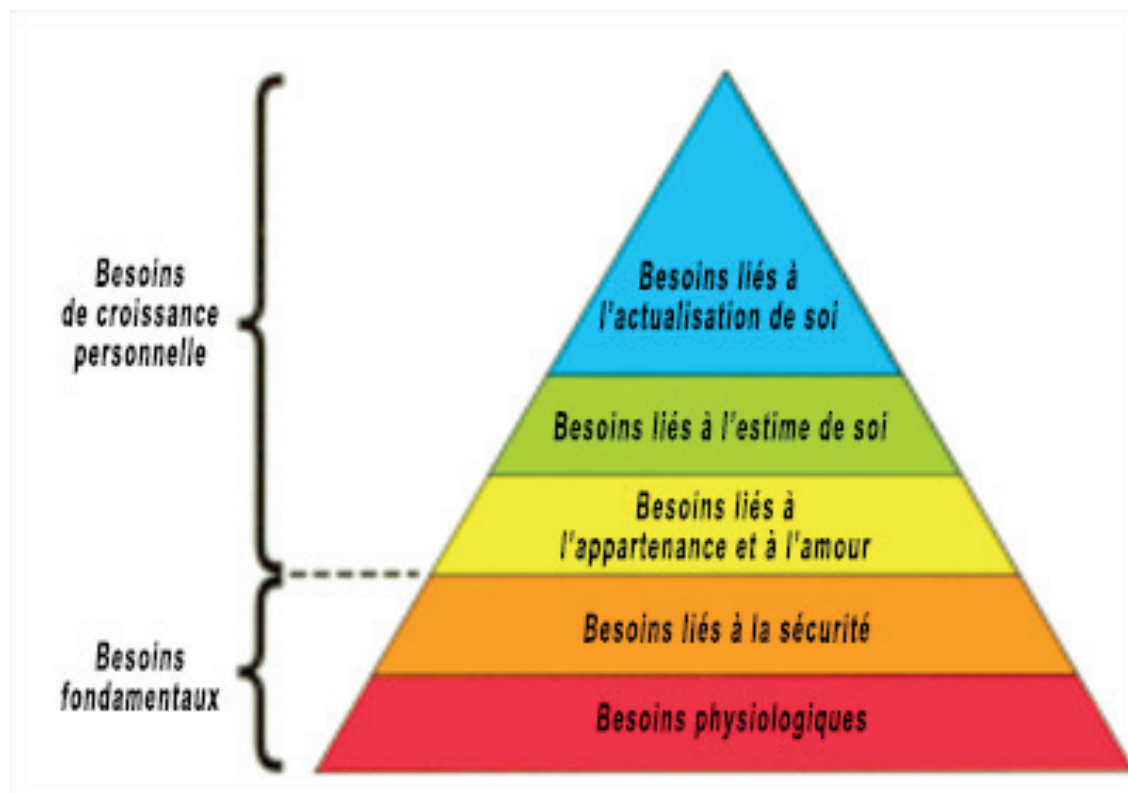 Besoins
de croissance
personnelle
Besoins liés à
l'actualisation de soi
Besoins liés à l'estime de soi
Besoins liés à
l'appartenance et à l'amour
Besoins
fondamentaux
Besoins liés à la sécurité
Besoins physiologiques